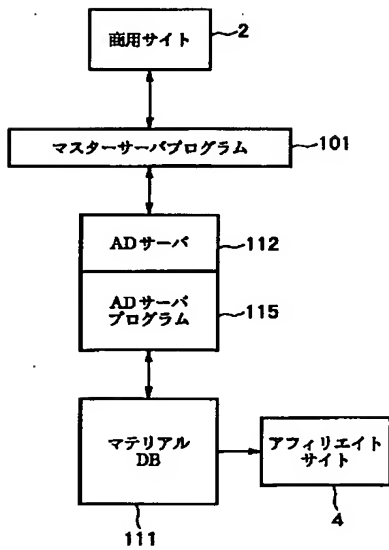 商用サイト
2
マスターサーバプログラム
101
ADサーバ
112
ADサーバ
プログラム
115
マテリアル
DB
111
アフィリエイト
サイト
4